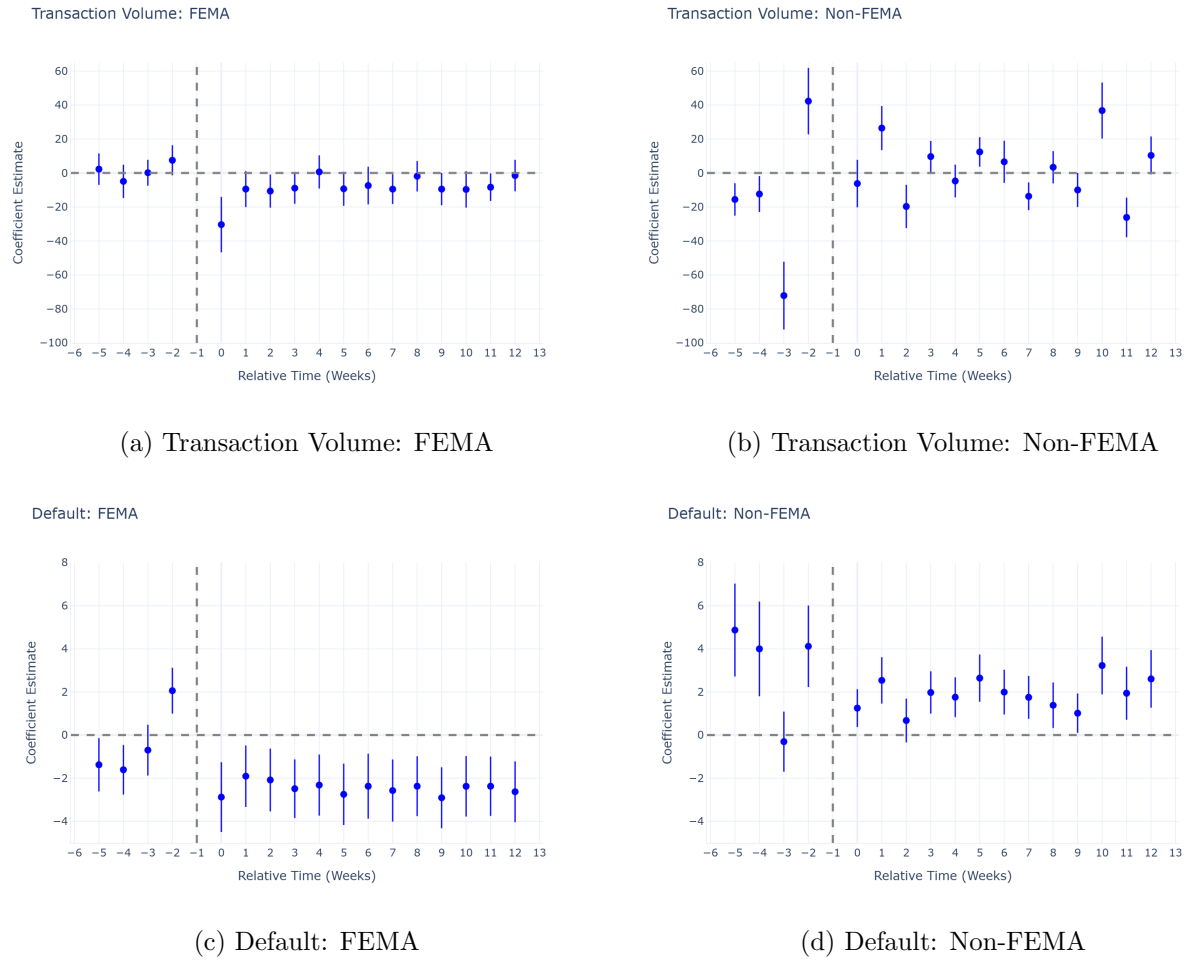 Transaction Volume: FEMA
Coefficient Estimate
60
40
20
0
−20
−40
−60
−80
−100
−6 −5 −4 −3 −2 −1 0 1 2 3 4 5 6 7 8 9 10 11 12 13
Relative Time (Weeks)
(a) Transaction Volume: FEMA
Transaction Volume: Non-FEMA
Coefficient Estimate
60
40
20
0
−20
−40
−60
−80
−100
−6 −5 −4 −3 −2 −1 0 1 2 3 4 5 6 7 8 9 10 11 12 13
Relative Time (Weeks)
(b) Transaction Volume: Non-FEMA
Default: FEMA
Coefficient Estimate
8
6
4
2
0
−2
−4
−6 −5 −4 −3 −2 −1 0 1 2 3 4 5 6 7 8 9 10 11 12 13
Relative Time (Weeks)
(c) Default: FEMA
Default: Non-FEMA
Coefficient Estimate
8
6
4
2
0
−2
−4
−6 −5 −4 −3 −2 −1 0 1 2 3 4 5 6 7 8 9 10 11 12 13
Relative Time (Weeks)
(d) Default: Non-FEMA